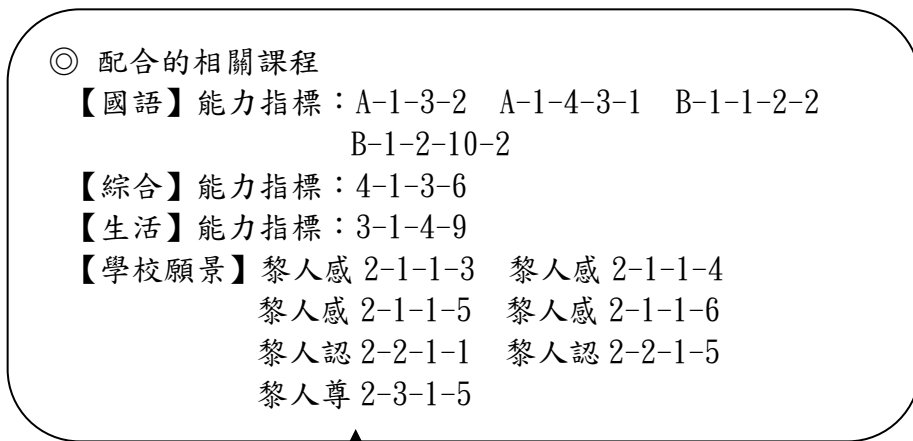 ◎ 配合的相關課程
【國語】能力指標：A-1-3-2 A-1-4-3-1 B-1-1-2-2
B-1-2-10-2
【綜合】能力指標：4-1-3-6
【生活】能力指標：3-1-4-9
【學校願景】黎人感 2-1-1-3 黎人感 2-1-1-4
黎人感 2-1-1-5 黎人感 2-1-1-6
黎人認 2-2-1-1 黎人認 2-2-1-5
黎人尊 2-3-1-5